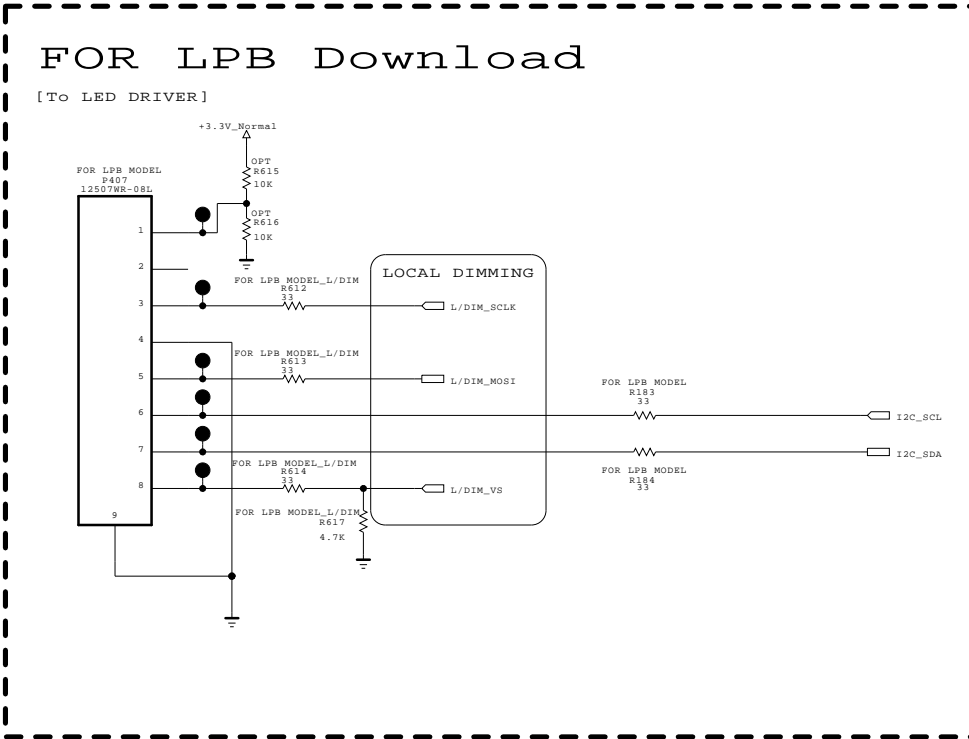 FOR LPB Download
[To LED DRIVER]
+3.3V_Normal
OPT
R615
10K
FOR LPB MODEL
P407
12507WR-08L
OPT
R616
10K
1
2
3
4
5
6
7
8
9
LOCAL DIMMING
FOR LPB MODEL_L/DIM
R612
33
L/DIM_SCLK
FOR LPB MODEL_L/DIM
R613
33
L/DIM_MOSI
FOR LPB MODEL
R183
33
I2C_SCL
I2C_SDA
FOR LPB MODEL
R184
33
FOR LPB MODEL_L/DIM
R614
33
L/DIM_VS
FOR LPB MODEL_L/DIM
R617
4.7K